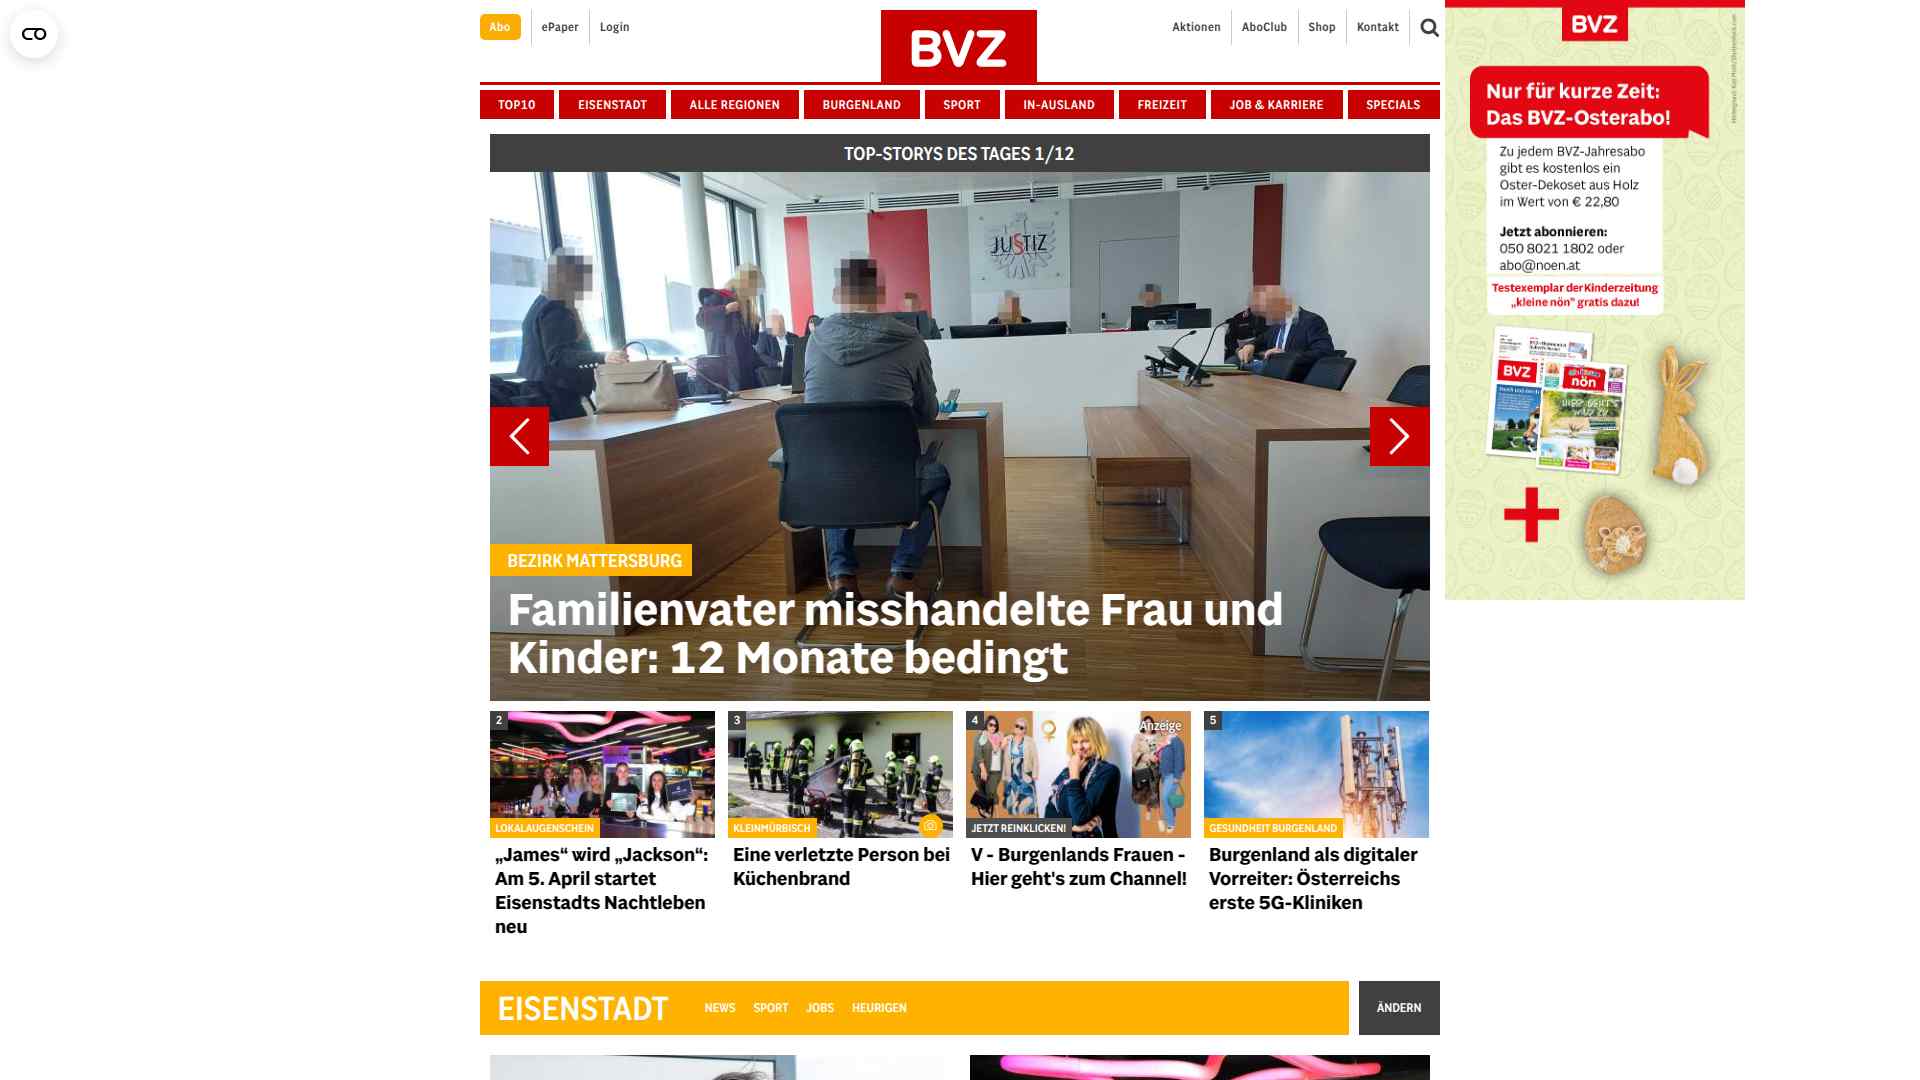 Abo
ePaper
Login
BVZ
Aktionen
AboClub
Shop
Kontakt
TOP10
EISENSTADT
ALLE REGIONEN
BURGENLAND
SPORT
IN-AUSLAND
FREIZEIT
JOB & KARRIERE
SPECIALS
TOP-STORYS DES TAGES 1/12
JUSTIZ
BEZIRK MATTERSBURG
Familienvater misshandelte Frau und
Kinder: 12 Monate bedingt
2
LOKALAUGENSCHEIN
„James“ wird „Jackson“:
Am 5. April startet
Eisenstadts Nachtleben
neu
3
KLEINMÜRBISCH
Eine verletzte Person bei
Küchenbrand
4
Anzeige
JETZT REINKLICKEN!
V - Burgenlands Frauen -
Hier geht's zum Channel!
5
GESUNDHEIT BURGENLAND
Burgenland als digitaler
Vorreiter: Österreichs
erste 5G-Kliniken
EISENSTADT
NEWS
SPORT
JOBS
HEURIGEN
ÄNDERN
BVZ
Nur für kurze Zeit:
Das BVZ-Osterabo!
Zu jedem BVZ-Jahresabo
gibt es kostenlos ein
Oster-Dekoset aus Holz
im Wert von € 22,80
Jetzt abonnieren:
050 8021 1802 oder
abo@noen.at
Testexemplar der Kinderzeitung
„kleine nön“ gratis dazu!
BVZ
nön